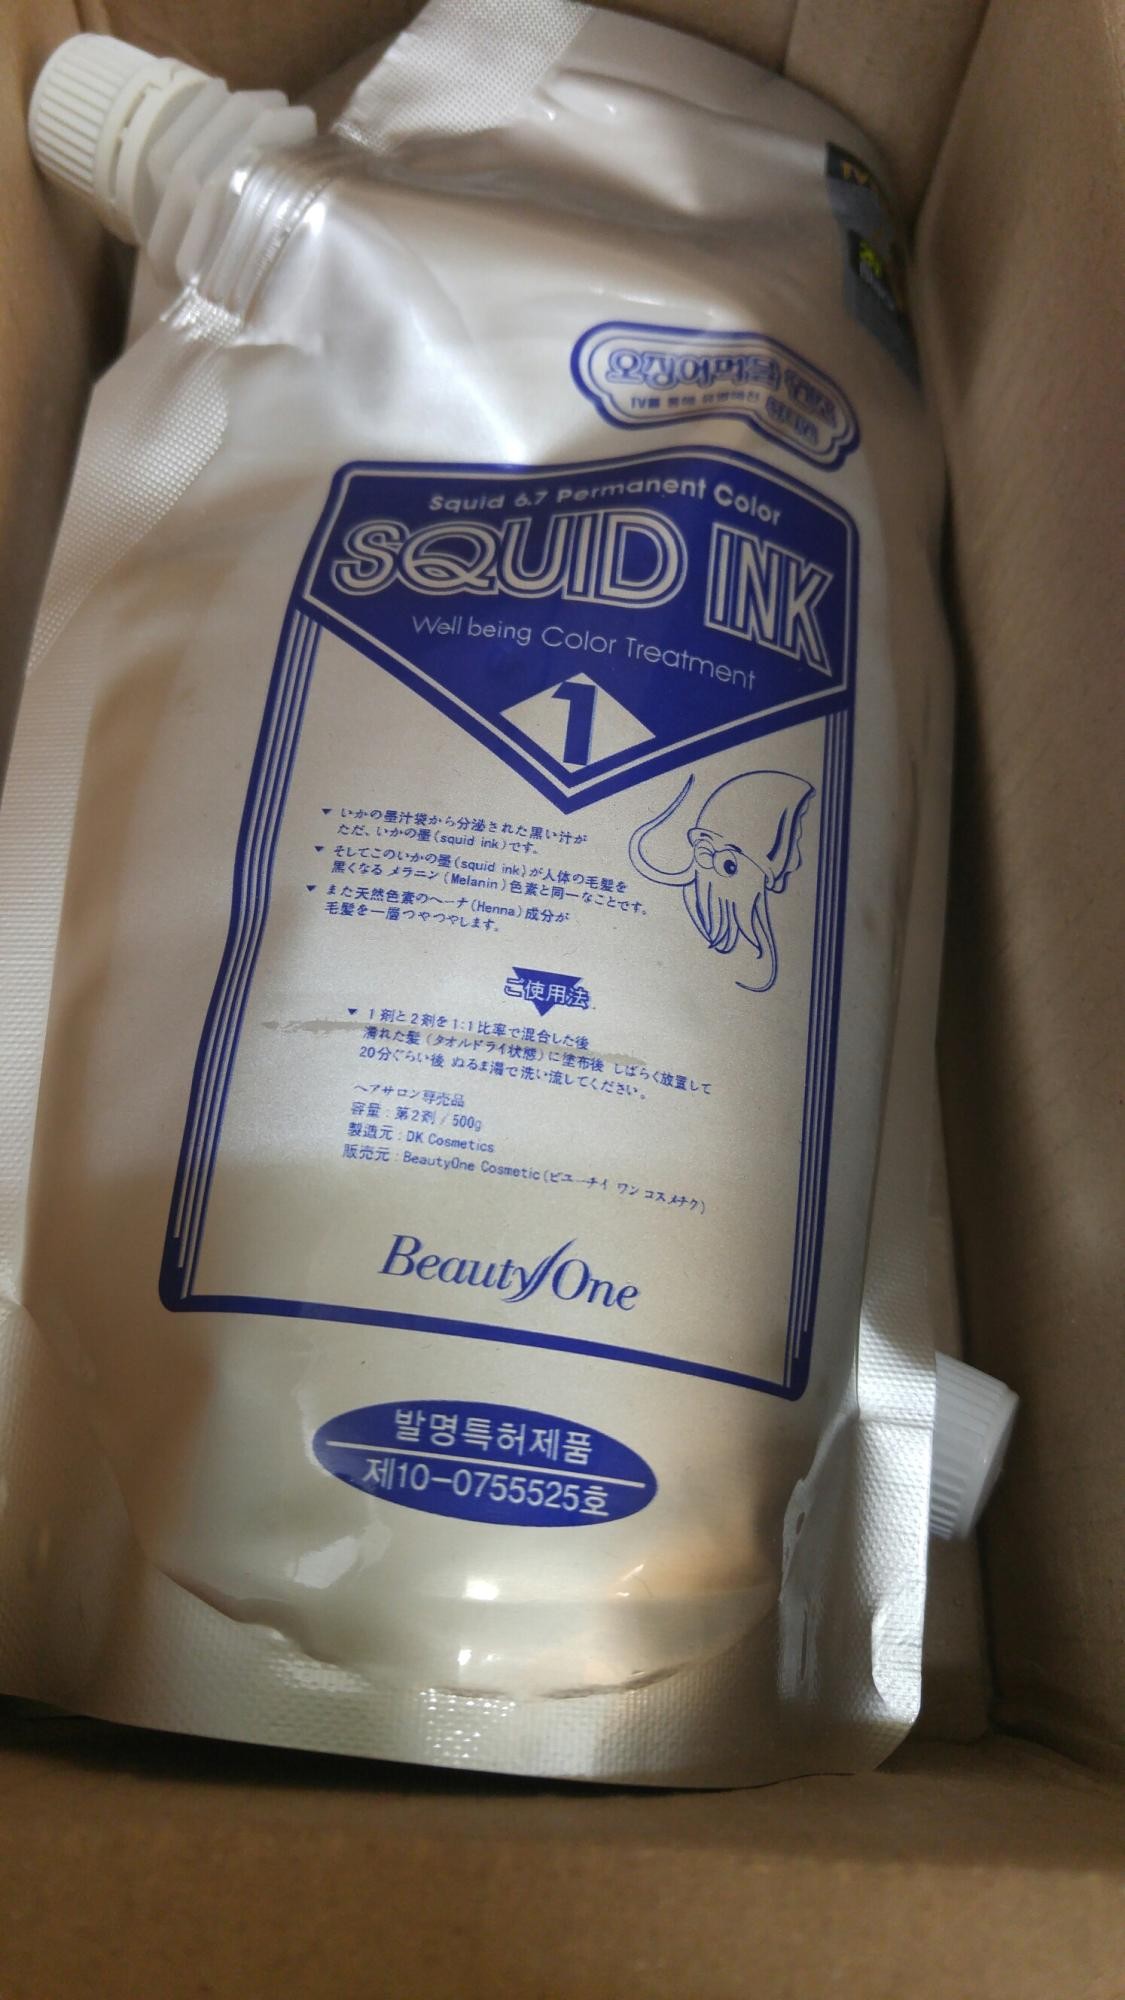 오징어먹물 염색
TV를 통해 유명해진
Squid 6.7 Permanent Color
SQUID INK
Well being Color Treatment
1
▼ いかの墨汁袋から分泌された黒い汁が
ただ、いかの墨(squid ink)です。
▼ そしてこのいかの墨(squid ink)が人体の毛髪を
黒くなる メラニン(Melanin)色素と同一なことです。
▼ また天然色素のヘーナ(Henna)成分が
毛髪を一層つやつやします。
ご使用法
▼ 1剤と2剤を1:1比率で混合した後
濡れた髪(タオルドライ状態)に塗布後 しばらく放置して
20分ぐらい後 ぬるま湯で洗い流してください。
ヘアサロン専売品
容量:第2剤/500g
製造元:DK Cosmetics
販売元:BeautyOne Cosmetic(ビューテイ ワン コスメチク)
Beauty One
발명특허제품
제10-0755525호